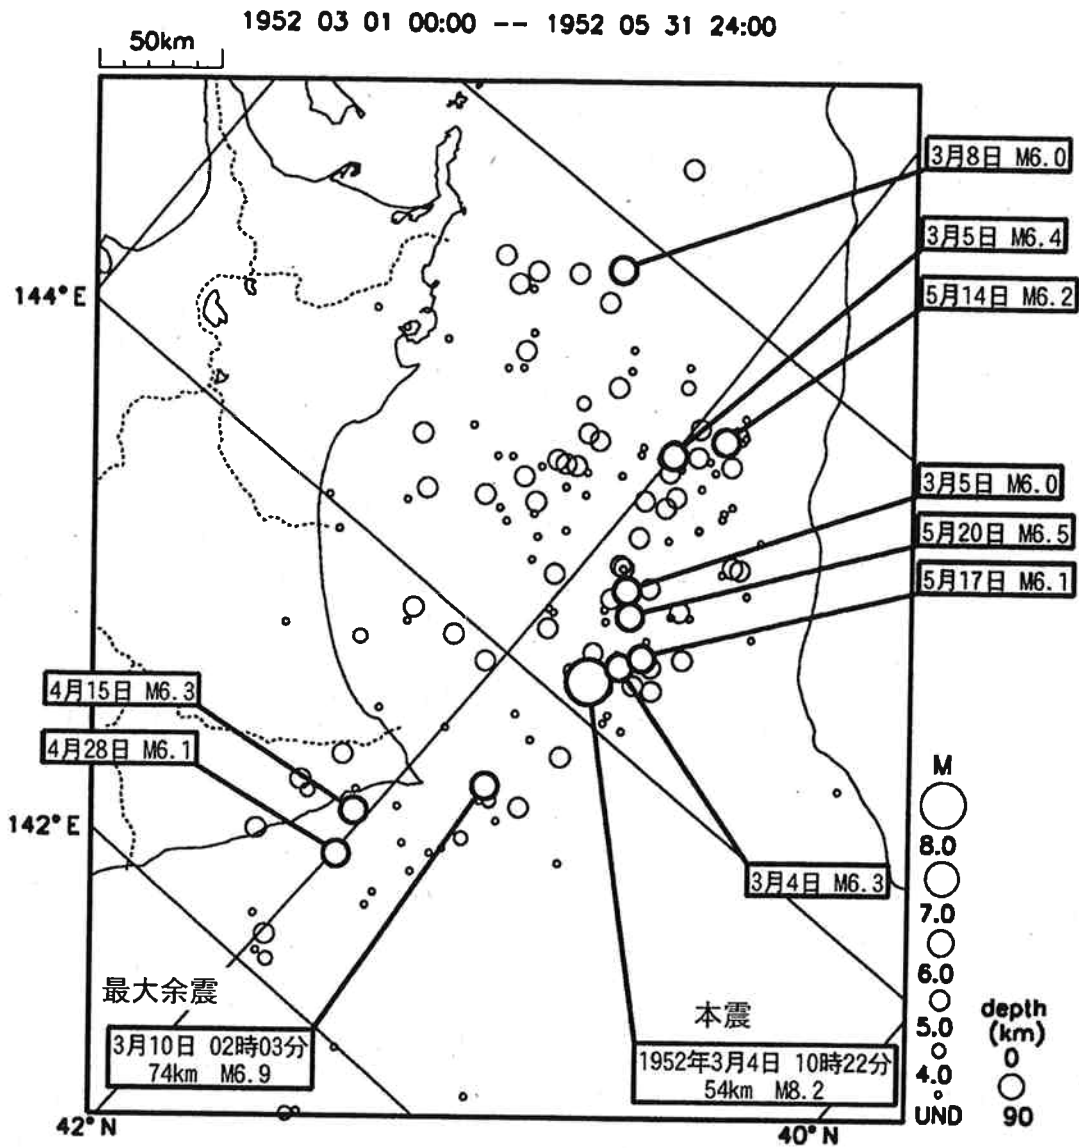 1952 03 01 00:00 -- 1952 05 31 24:00
50km
3月8日 M6.0
3月5日 M6.4
144°E
5月14日 M6.2
3月5日 M6.0
5月20日 M6.5
5月17日 M6.1
4月15日 M6.3
4月28日 M6.1
M
142°E
8.0
3月4日 M6.3
7.0
6.0
最大余震
本震
5.0
depth
(km)
0
3月10日 02時03分
74km M6.9
1952年3月4日 10時22分
54km M8.2
4.0
UND
90
42°N
40°N